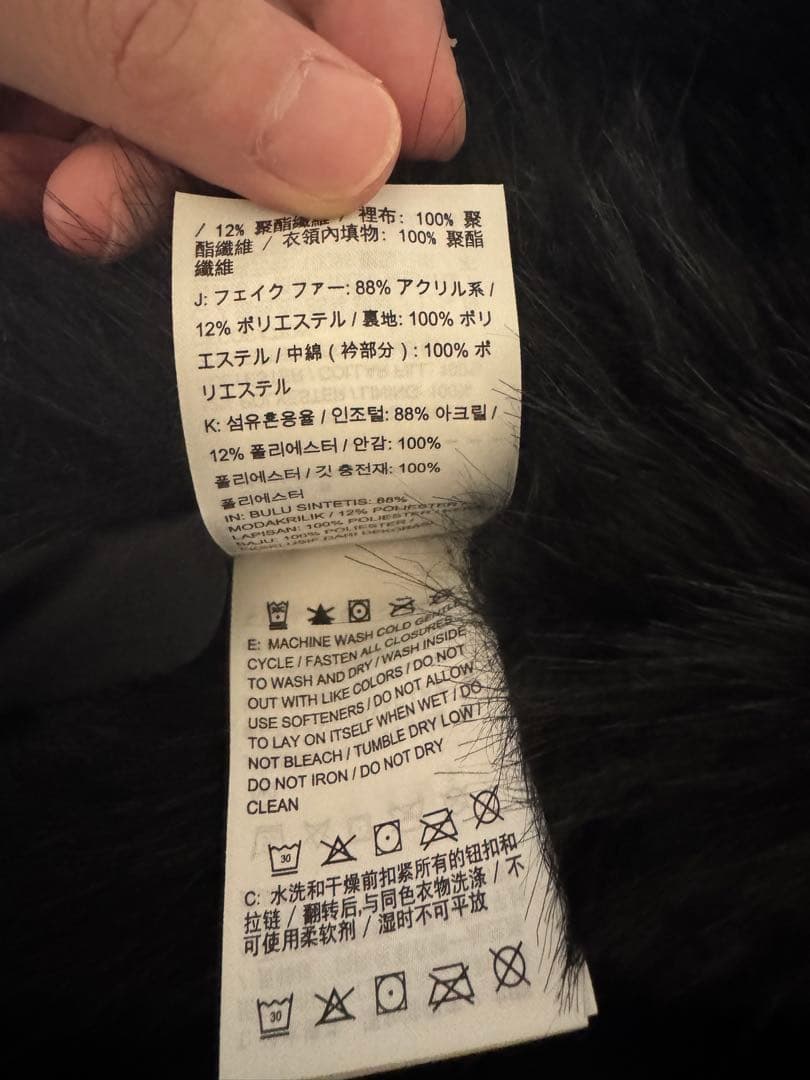 / 12% 聚酯纖維 / 裡布: 100% 聚
酯纖維 / 衣領內填物: 100% 聚酯
纖維
J: フェイク ファー: 88% アクリル系 /
12% ポリエステル / 裏地: 100% ポリ
エステル / 中綿 ( 衿部分 ) : 100% ポ
リエステル
K: 섬유혼용율 / 인조털: 88% 아크릴 /
12% 폴리에스터 / 안감: 100%
폴리에스터 / 깃 충전재: 100%
폴리에스터
IN: BULU SINTETIS: 88%
MODAKRILIK / 12% POLIESTER
LAPISAN: 100% POLIESTER /
BAJU: 100% POLIESTER /
E: MACHINE WASH COLD GENTLE
CYCLE / FASTEN ALL CLOSURES
TO WASH AND DRY / WASH INSIDE
OUT WITH LIKE COLORS / DO NOT
USE SOFTENERS / DO NOT ALLOW
TO LAY ON ITSELF WHEN WET / DO
NOT BLEACH / TUMBLE DRY LOW /
DO NOT IRON / DO NOT DRY
CLEAN
30
C: 水洗和干燥前扣紧所有的钮扣和
拉链 / 翻转后,与同色衣物洗涤 / 不
可使用柔软剂 / 湿时不可平放
30